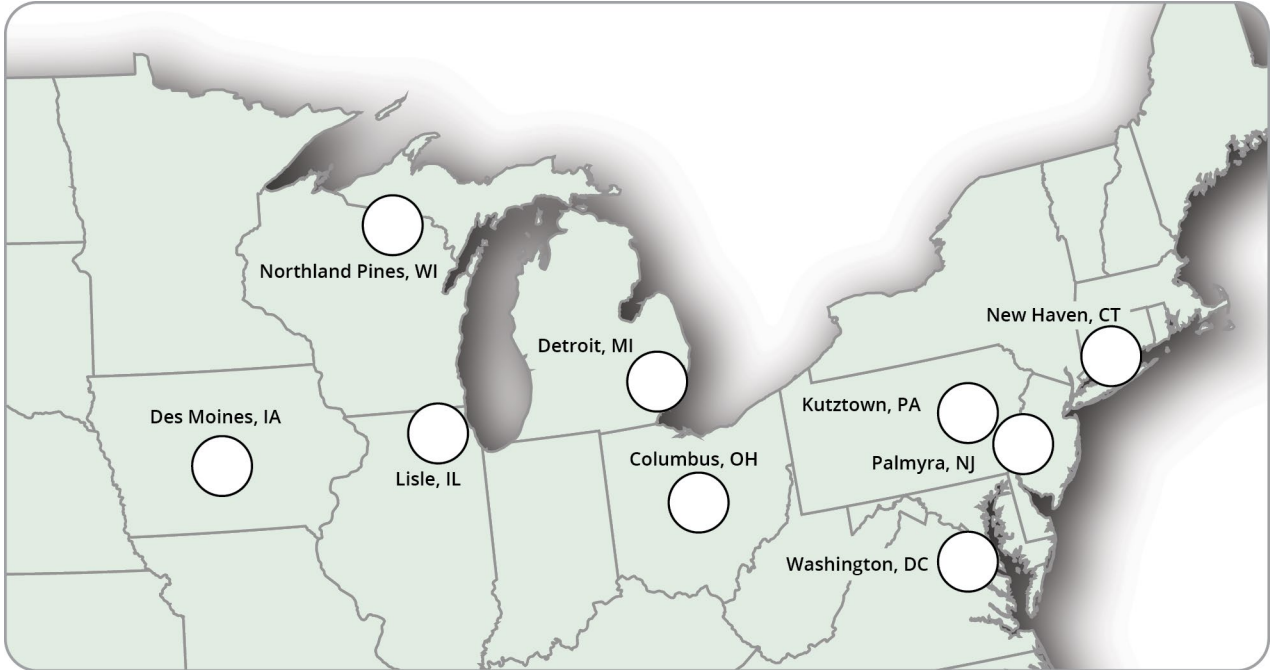 Northland Pines, WI
New Haven, CT
Detroit, MI
Kutztown, PA
Des Moines, IA
Columbus, OH
Palmyra, NJ
Lisle, IL
Washington, DC